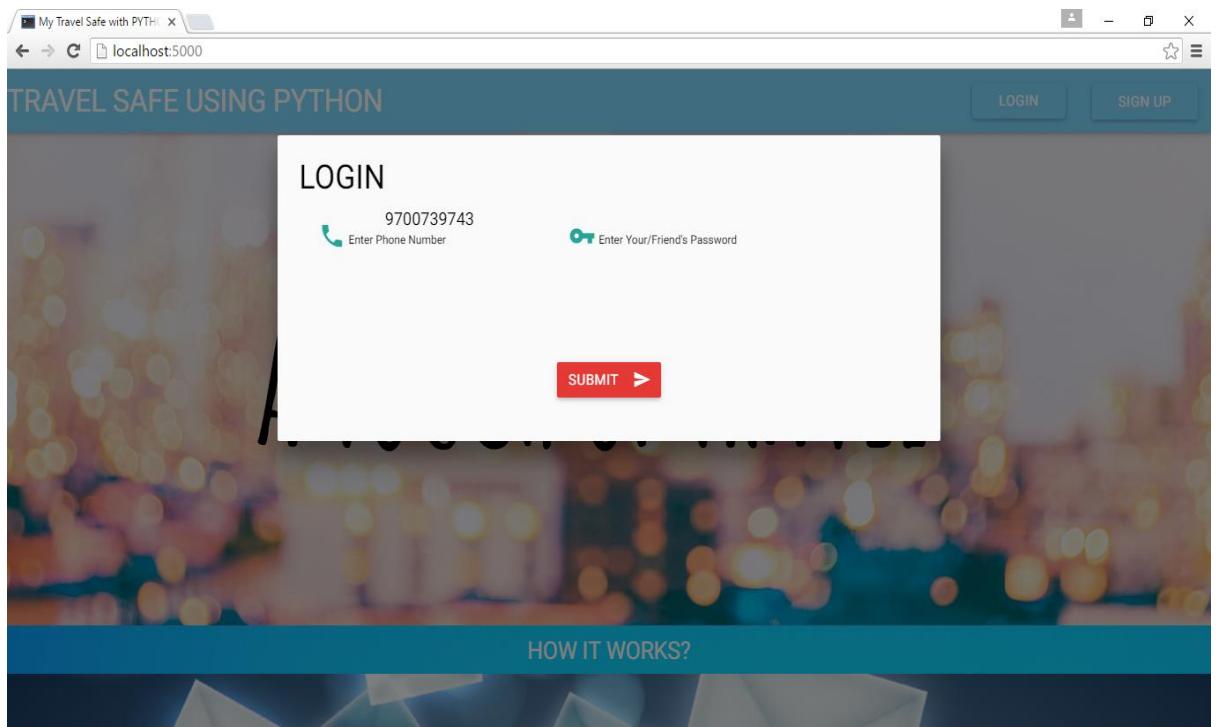 My Travel Safe with PYTH
localhost:5000
TRAVEL SAFE USING PYTHON
LOGIN
SIGN UP
LOGIN
9700739743
Enter Phone Number
Enter Your/Friend's Password
SUBMIT
HOW IT WORKS?